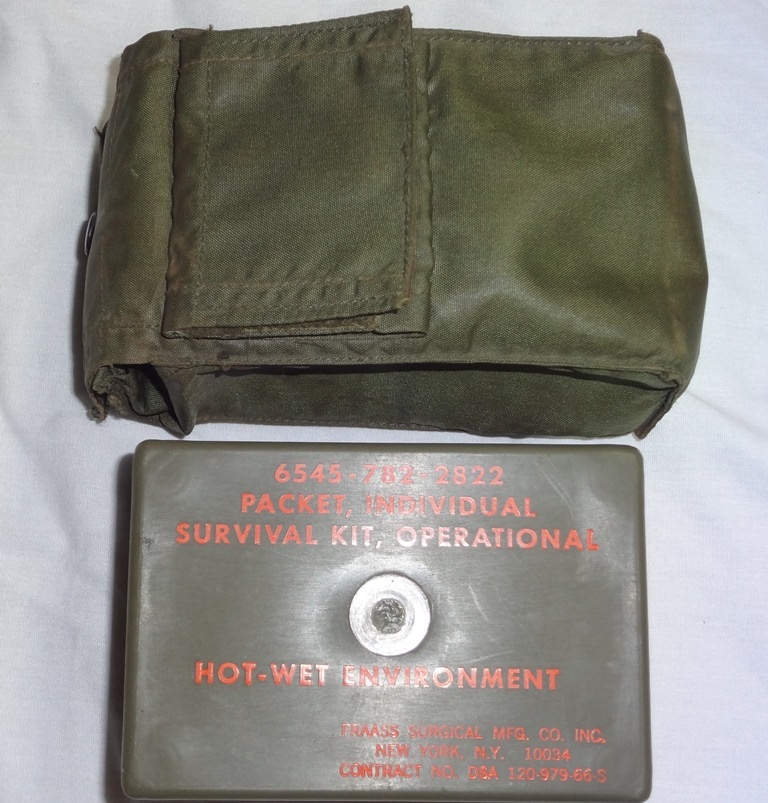 6545-782-2822
PACKET, INDIVIDUAL
SURVIVAL KIT, OPERATIONAL
HOT-WET ENVIRONMENT
FRAASS SURGICAL MFG. CO. INC.
NEW YORK, N.Y. 10034
CONTRACT NO. DSA 120-979-66-S